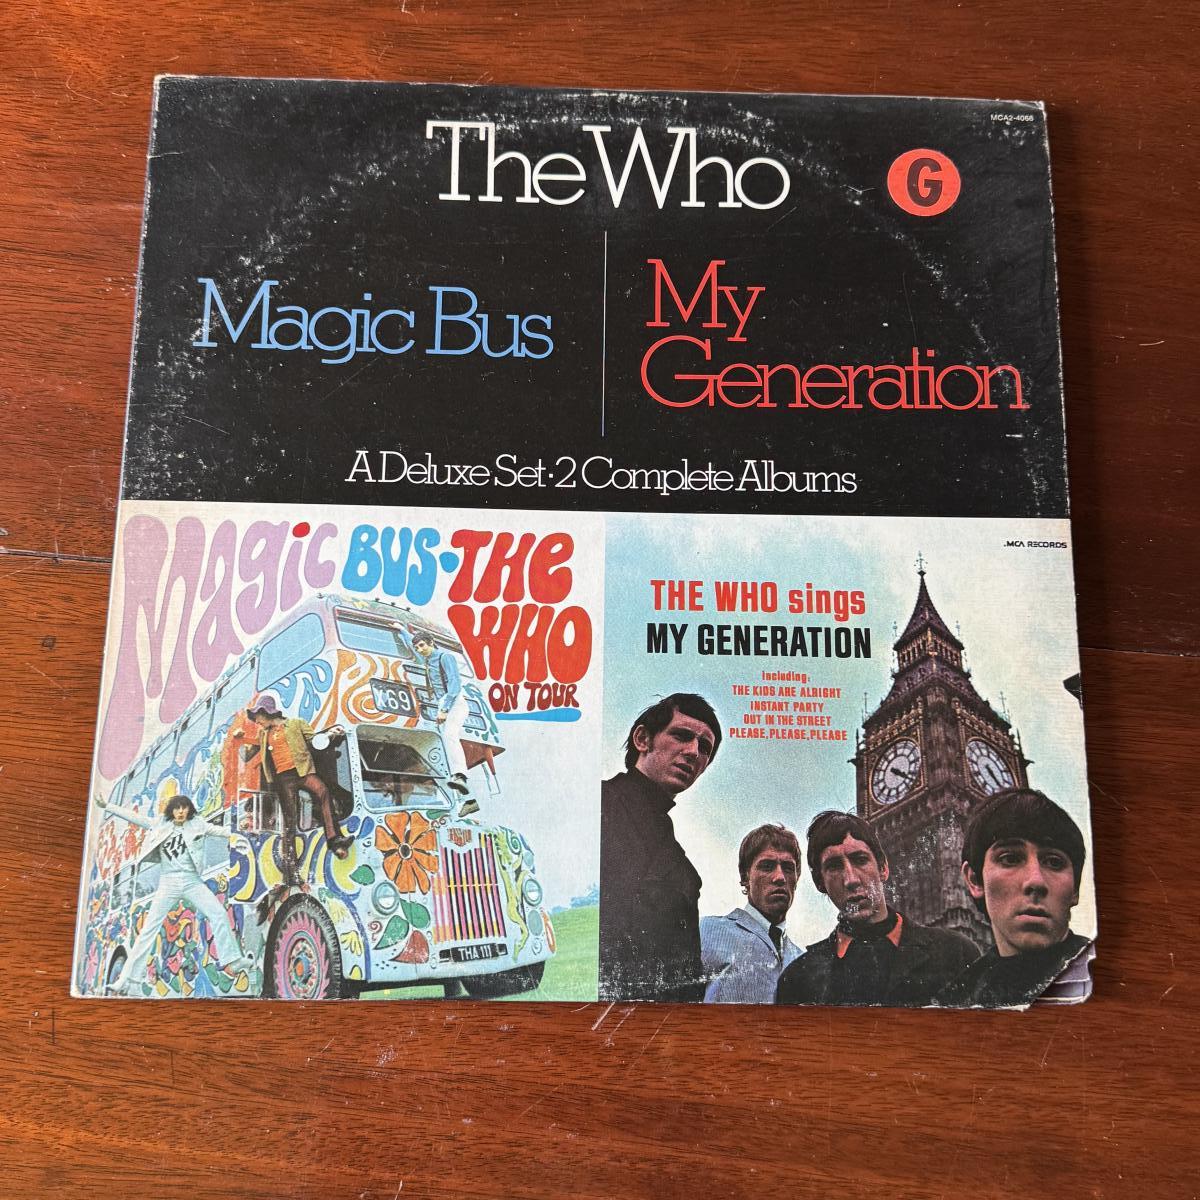 MCA2-4068
The Who
G
Magic Bus
My
Generation
A Deluxe Set·2 Complete Albums
Magic BUS·THE
WHO
ON TOUR
X69
THA 111
.MCA RECORDS
THE WHO sings
MY GENERATION
Including:
THE KIDS ARE ALRIGHT
INSTANT PARTY
OUT IN THE STREET
PLEASE, PLEASE, PLEASE